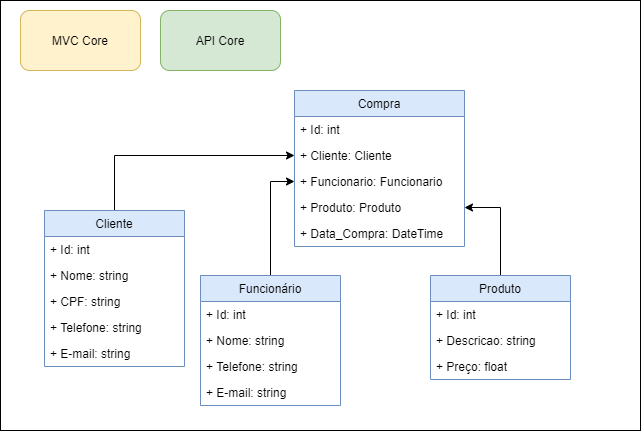 MVC Core
API Core
Compra
+ Id: int
+ Cliente: Cliente
+ Funcionario: Funcionario
+ Produto: Produto
+ Data_Compra: DateTime
Cliente
+ Id: int
+ Nome: string
+ CPF: string
+ Telefone: string
+ E-mail: string
Funcionário
+ Id: int
+ Nome: string
+ Telefone: string
+ E-mail: string
Produto
+ Id: int
+ Descricao: string
+ Preço: float